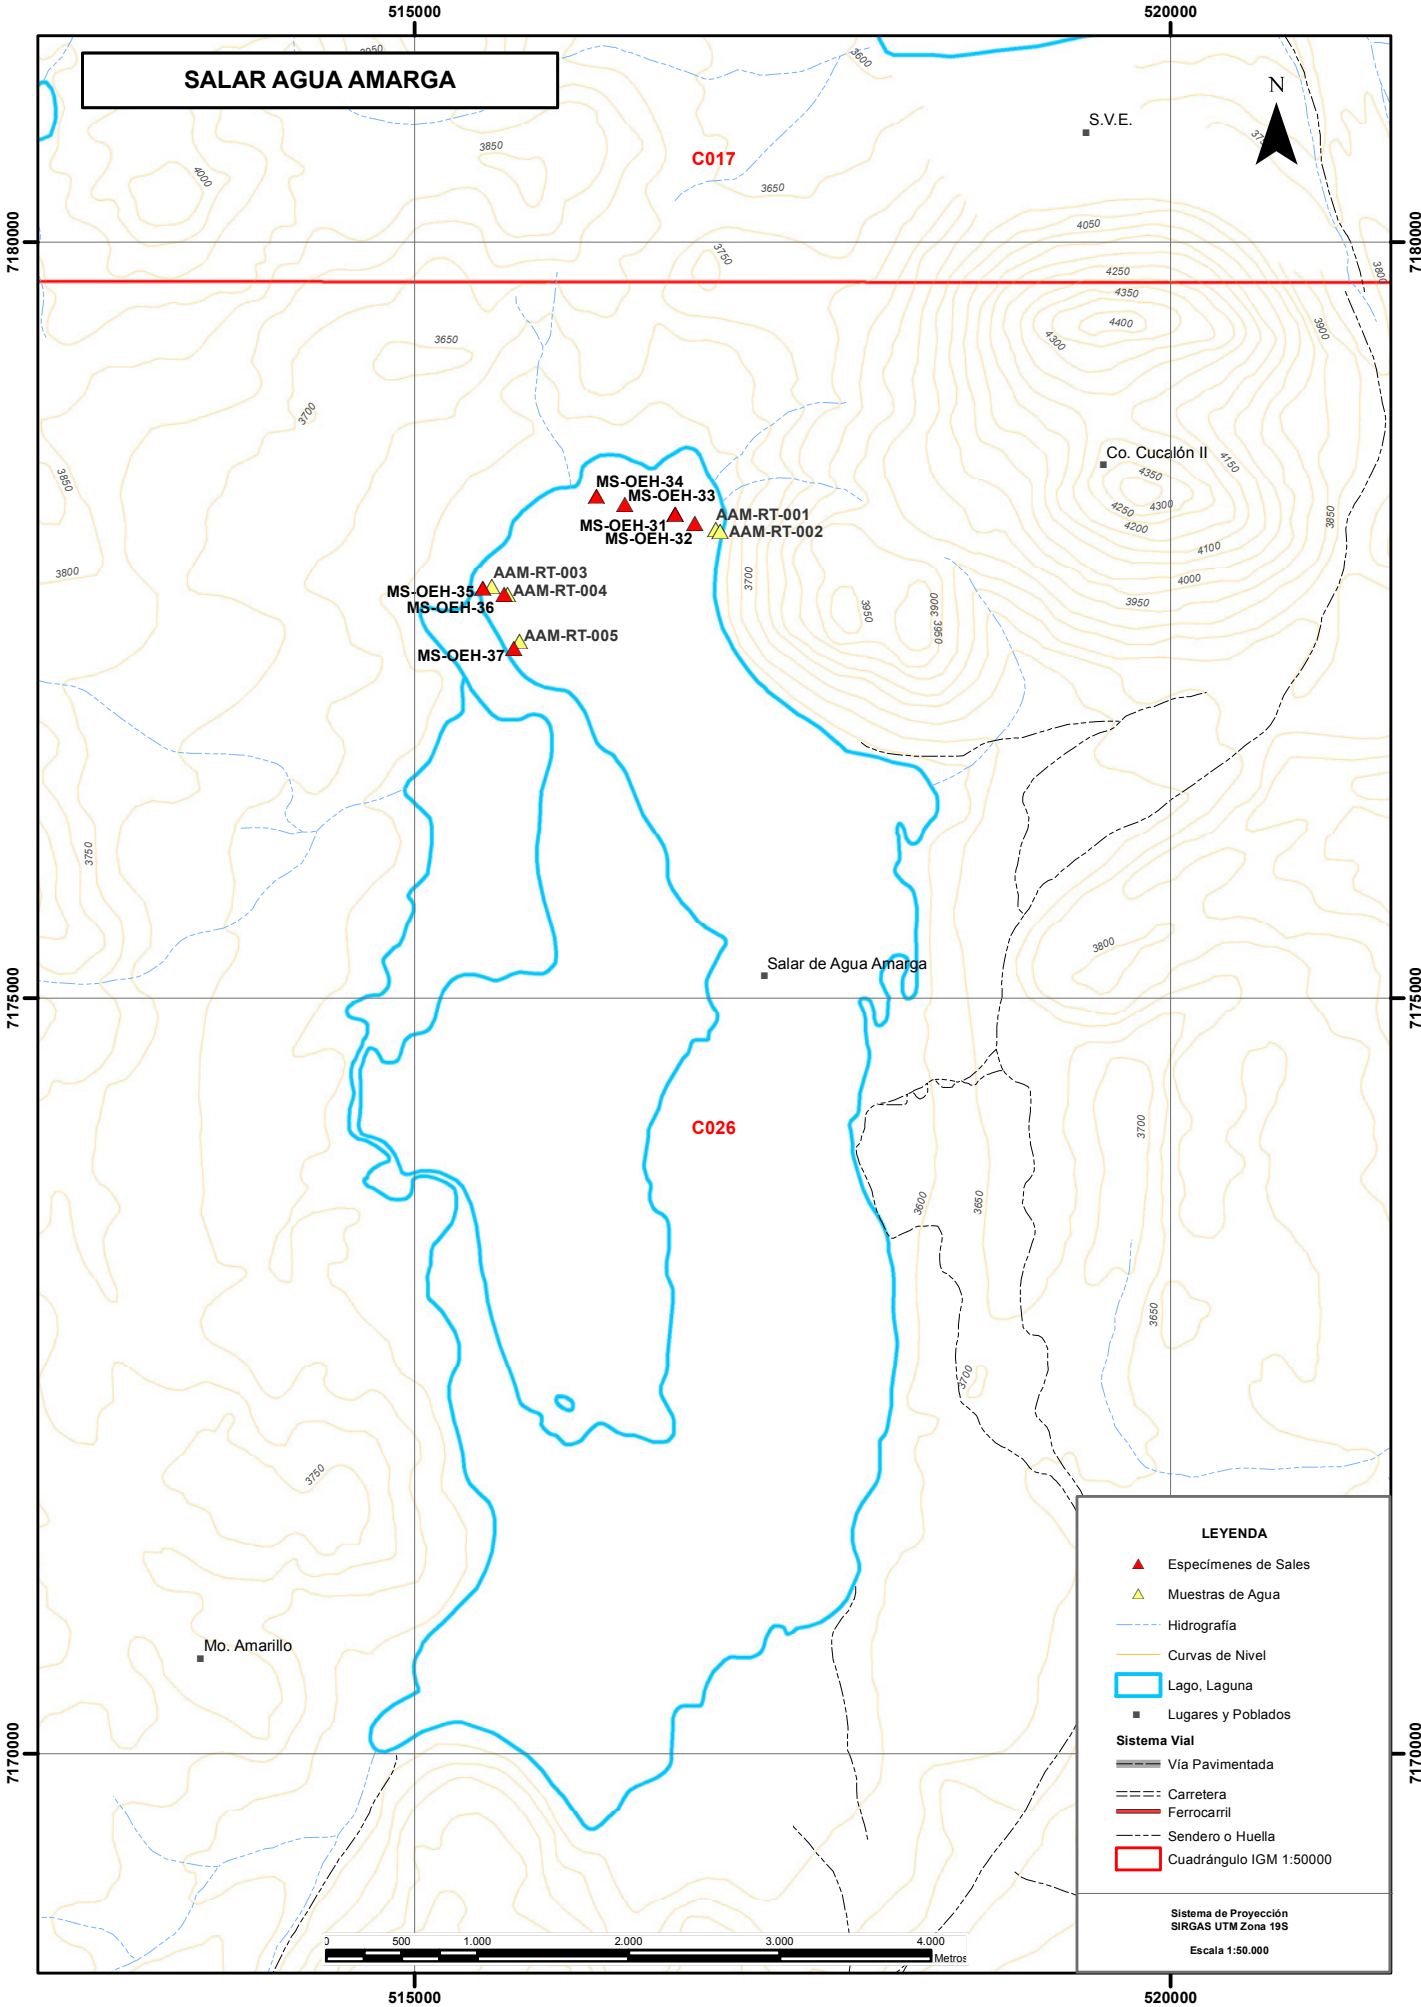 515000
520000
SALAR AGUA AMARGA
3950
3600
N
S.V.E.
3850
C017
4000
3650
4050
7180000
7180000
3750
4250
3800
4350
4400
3900
4300
3650
3700
Co. Cucalón II
4150
4350
3850
MS-OEH-34
MS-OEH-33
4250
4300
3850
AAM-RT-001
MS-OEH-31
4200
AAM-RT-002
MS-OEH-32
4100
3800
AAM-RT-003
3700
4000
MS-OEH-35
AAM-RT-004
3950
MS-OEH-36
3950
3900
3950
AAM-RT-005
MS-OEH-37
3750
3800
Salar de Agua Amarga
7175000
7175000
C026
3700
3600
3650
3650
3700
3750
LEYENDA
Especímenes de Sales
Muestras de Agua
Hidrografía
Curvas de Nivel
Lago, Laguna
Lugares y Poblados
Sistema Vial
Vía Pavimentada
Carretera
Ferrocarril
Sendero o Huella
Cuadrángulo IGM 1:50000
Sistema de Proyección
SIRGAS UTM Zona 19S
Escala 1:50.000
Mo. Amarillo
7170000
7170000
0 500 1.000 2.000 3.000 4.000
Metros
515000
520000